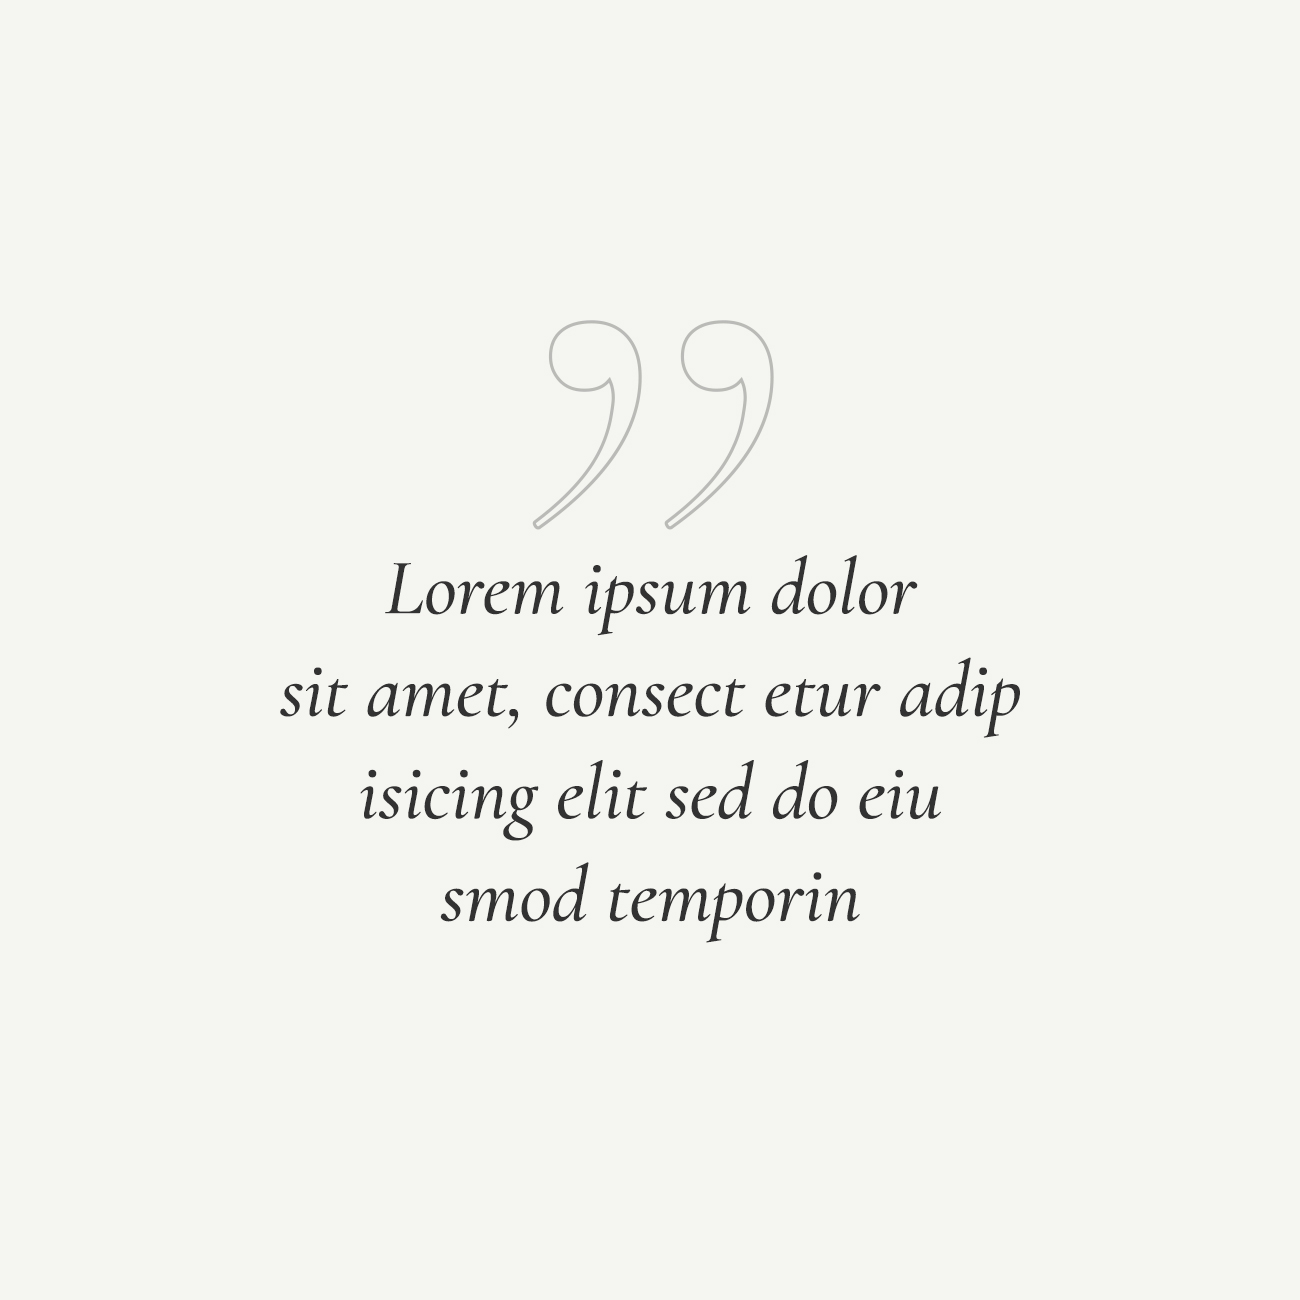 ”
Lorem ipsum dolor
sit amet, consect etur adip
isicing elit sed do eiu
smod temporin